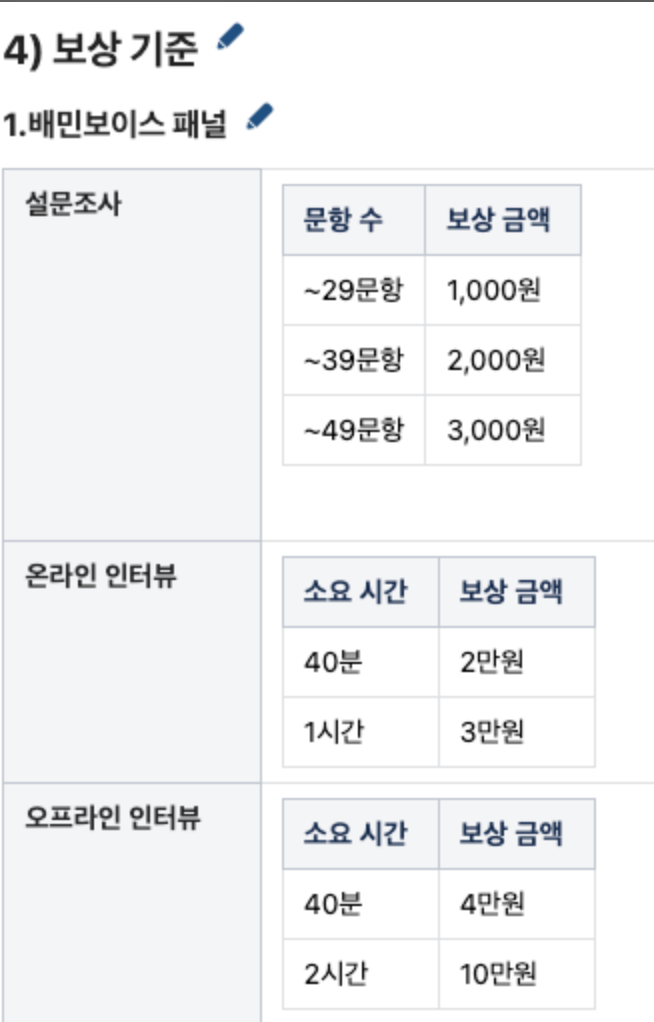 4) 보상 기준
1.배민보이스 패널
설문조사
문항 수 보상 금액
~29문항 1,000원
~39문항 2,000원
~49문항 3,000원
온라인 인터뷰
소요 시간 보상 금액
40분 2만원
1시간 3만원
오프라인 인터뷰
소요 시간 보상 금액
40분 4만원
2시간 10만원